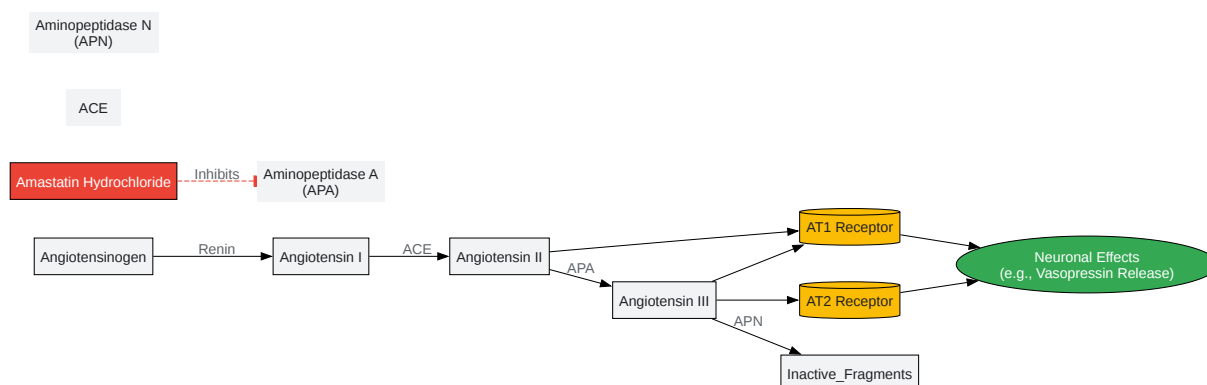 Aminopeptidase N
(APN)
ACE
Amastatin Hydrochloride
Inhibits
Aminopeptidase A
(APA)
Angiotensinogen
Renin
Angiotensin I
ACE
Angiotensin II
APA
Angiotensin III
APN
AT1 Receptor
AT2 Receptor
Inactive_Fragments
Neuronal Effects
(e.g., Vasopressin Release)